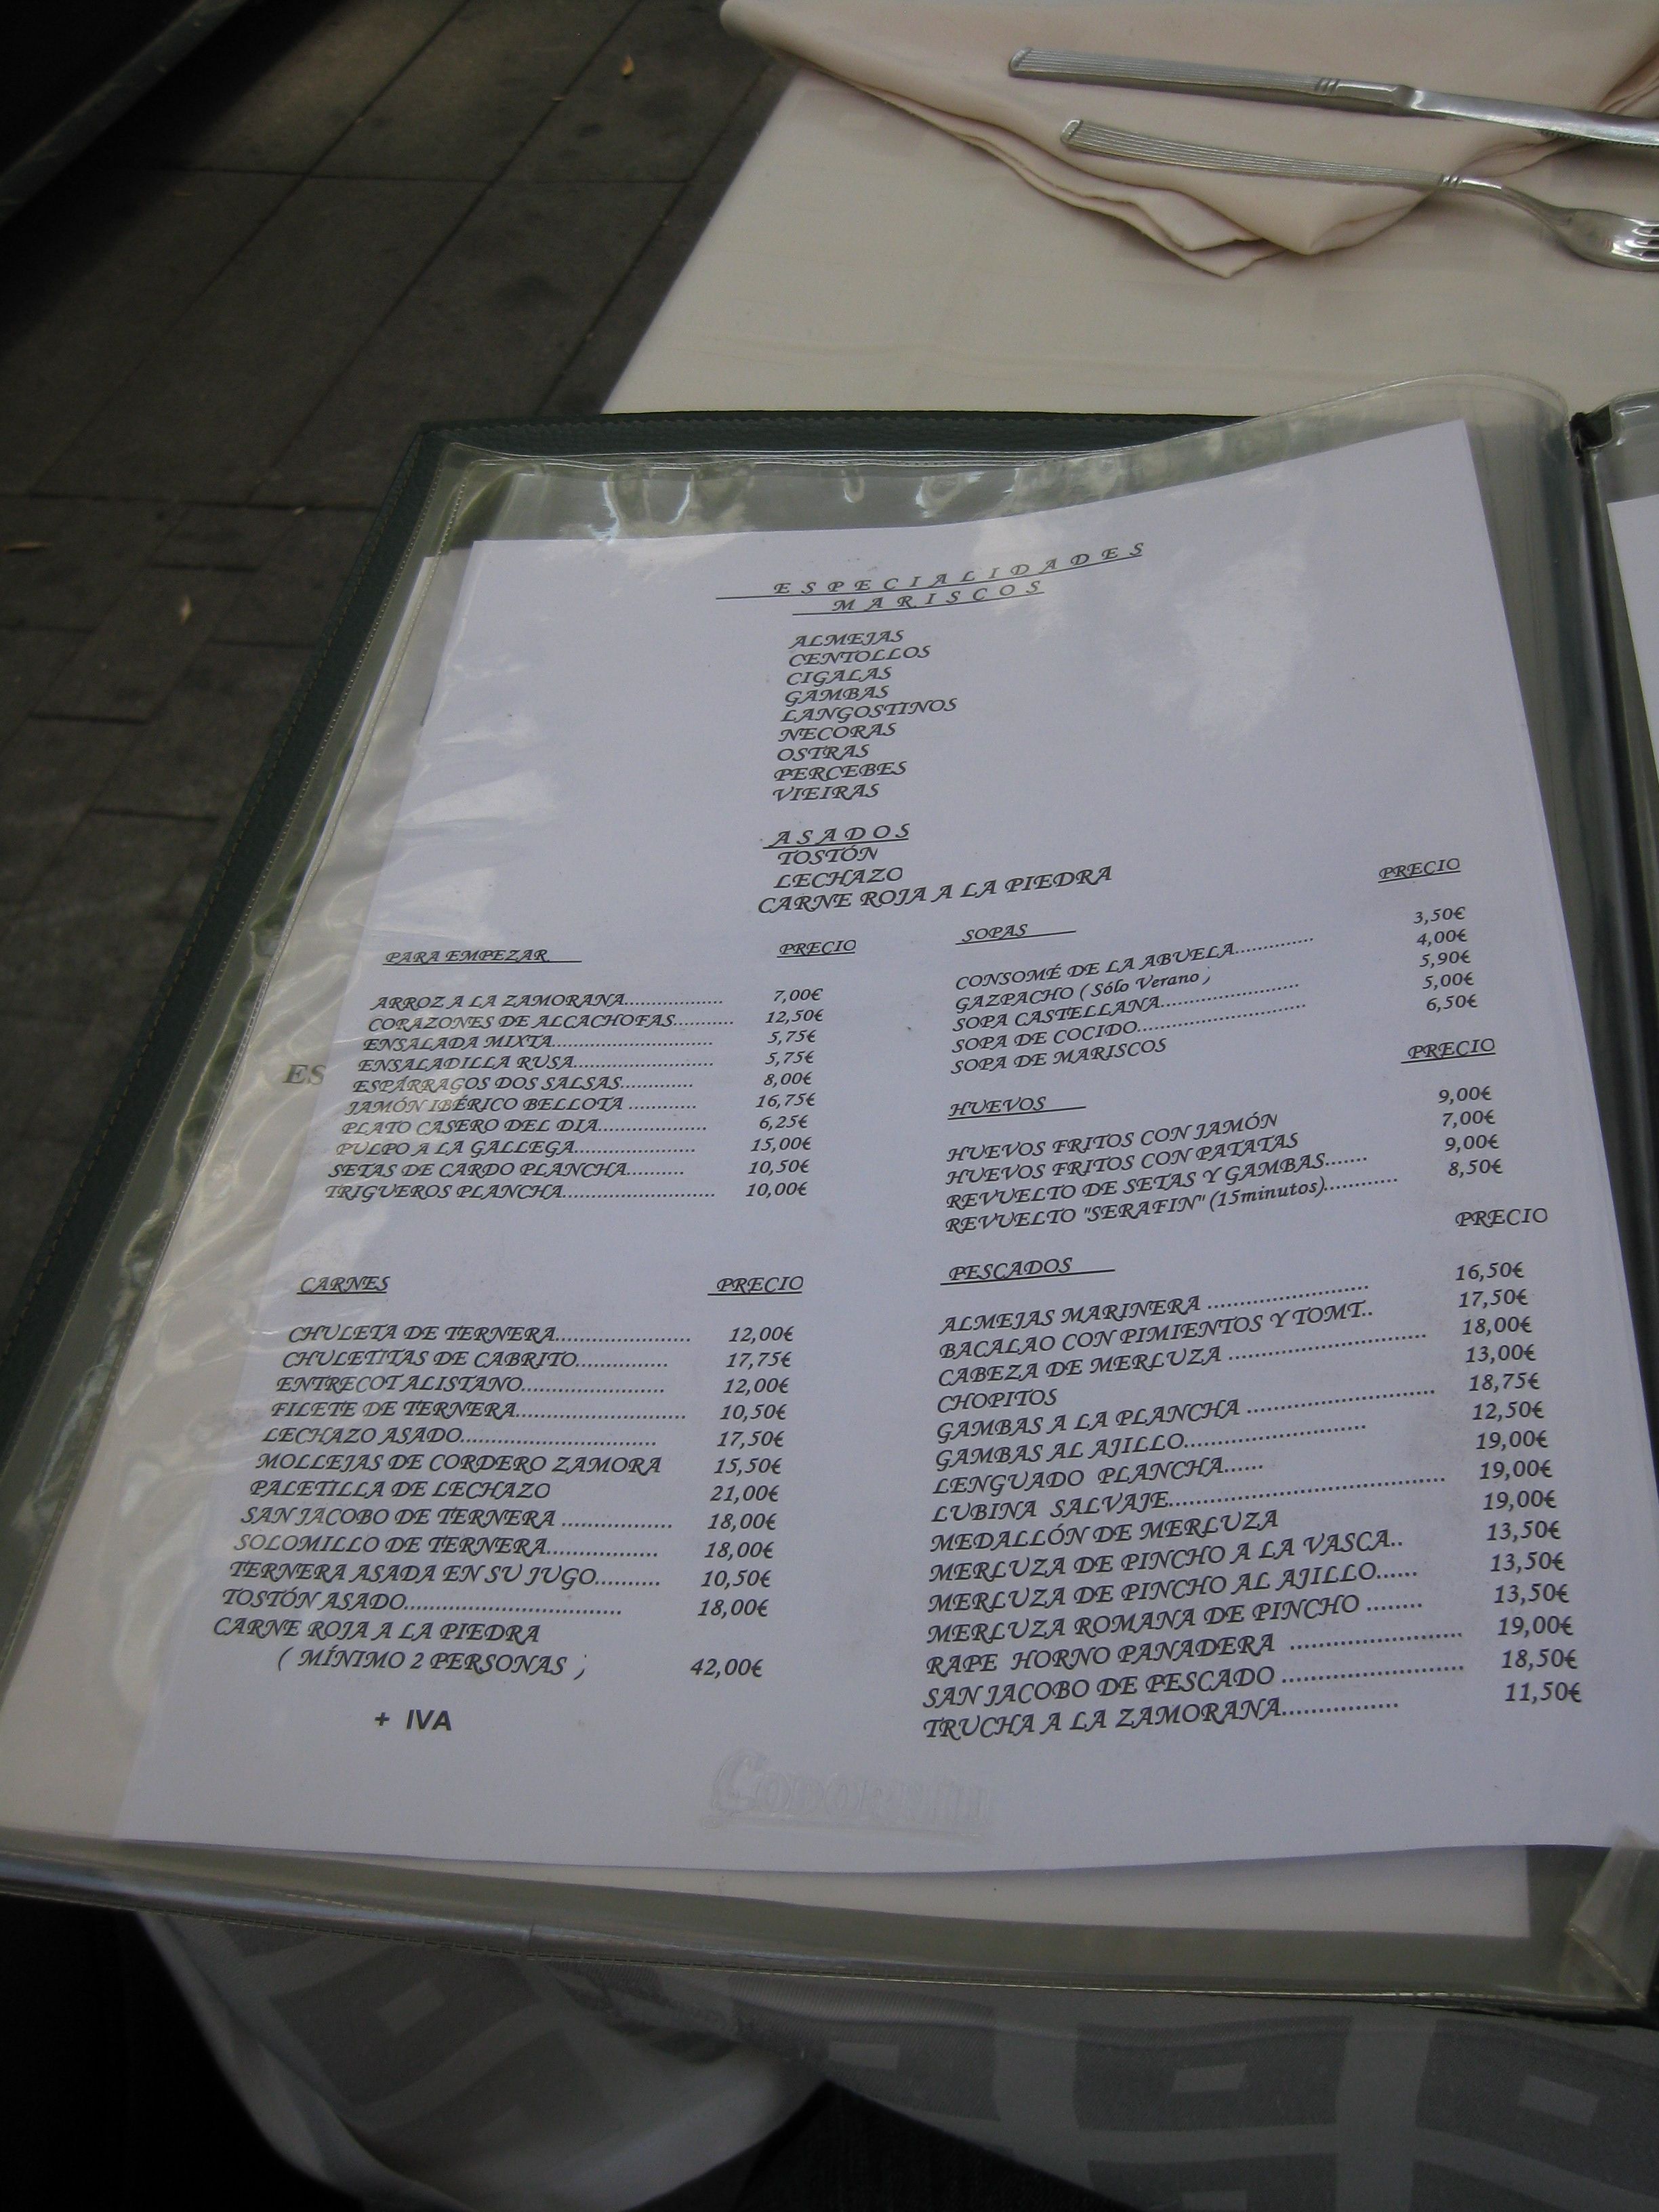 ESPECIALIDADES
MARISCOS
ALMEJAS
CENTOLLOS
CIGALAS
GAMBAS
LANGOSTINOS
NECORAS
OSTRAS
PERCEBES
VIEIRAS
ASADOS
TOSTÓN
LECHAZO
CARNE ROJA A LA PIEDRA
PARA EMPEZAR PRECIO
ARROZ A LA ZAMORANA.................. 7,00€
CORAZONES DE ALCACHOFAS........... 12,50€
ENSALADA MIXTA............................. 5,75€
ENSALADILLA RUSA......................... 5,75€
ESPÁRRAGOS DOS SALSAS............. 8,00€
JAMÓN IBÉRICO BELLOTA ............ 16,75€
PLATO CASERO DEL DIA.................... 6,25€
PULPO A LA GALLEGA...................... 15,00€
SETAS DE CARDO PLANCHA.......... 10,50€
TRIGUEROS PLANCHA........................... 10,00€
ES
CARNES PRECIO
CHULETA DE TERNERA........................ 12,00€
CHULETITAS DE CABRITO................ 17,75€
ENTRECOT ALISTANO......................... 12,00€
FILETE DE TERNERA.............................. 10,50€
LECHAZO ASADO.................................. 17,50€
MOLLEJAS DE CORDERO ZAMORA 15,50€
PALETILLA DE LECHAZO 21,00€
SAN JACOBO DE TERNERA ................... 18,00€
SOLOMILLO DE TERNERA................... 18,00€
TERNERA ASADA EN SU JUGO.......... 10,50€
TOSTÓN ASADO..................................... 18,00€
CARNE ROJA A LA PIEDRA
( MÍNIMO 2 PERSONAS ) 42,00€
+ IVA
SOPAS PRECIO
CONSOMÉ DE LA ABUELA.............. 3,50€
GAZPACHO ( Sólo Verano ) 4,00€
SOPA CASTELLANA......................... 5,90€
SOPA DE COCIDO.............................. 5,00€
SOPA DE MARISCOS 6,50€
HUEVOS PRECIO
HUEVOS FRITOS CON JAMÓN 9,00€
HUEVOS FRITOS CON PATATAS 7,00€
REVUELTO DE SETAS Y GAMBAS....... 9,00€
REVUELTO "SERAFIN" (15minutos)............ 8,50€
PESCADOS PRECIO
ALMEJAS MARINERA .......................... 16,50€
BACALAO CON PIMIENTOS Y TOMT.. 17,50€
CABEZA DE MERLUZA ................................ 18,00€
CHOPITOS 13,00€
GAMBAS A LA PLANCHA .............................. 18,75€
GAMBAS AL AJILLO............................. 12,50€
LENGUADO PLANCHA...... 19,00€
LUBINA SALVAJE............................................ 19,00€
MEDALLÓN DE MERLUZA 19,00€
MERLUZA DE PINCHO A LA VASCA.. 13,50€
MERLUZA DE PINCHO AL AJILLO...... 13,50€
MERLUZA ROMANA DE PINCHO ........ 13,50€
RAPE HORNO PANADERA .......................... 19,00€
SAN JACOBO DE PESCADO ........................... 18,50€
TRUCHA A LA ZAMORANA................. 11,50€